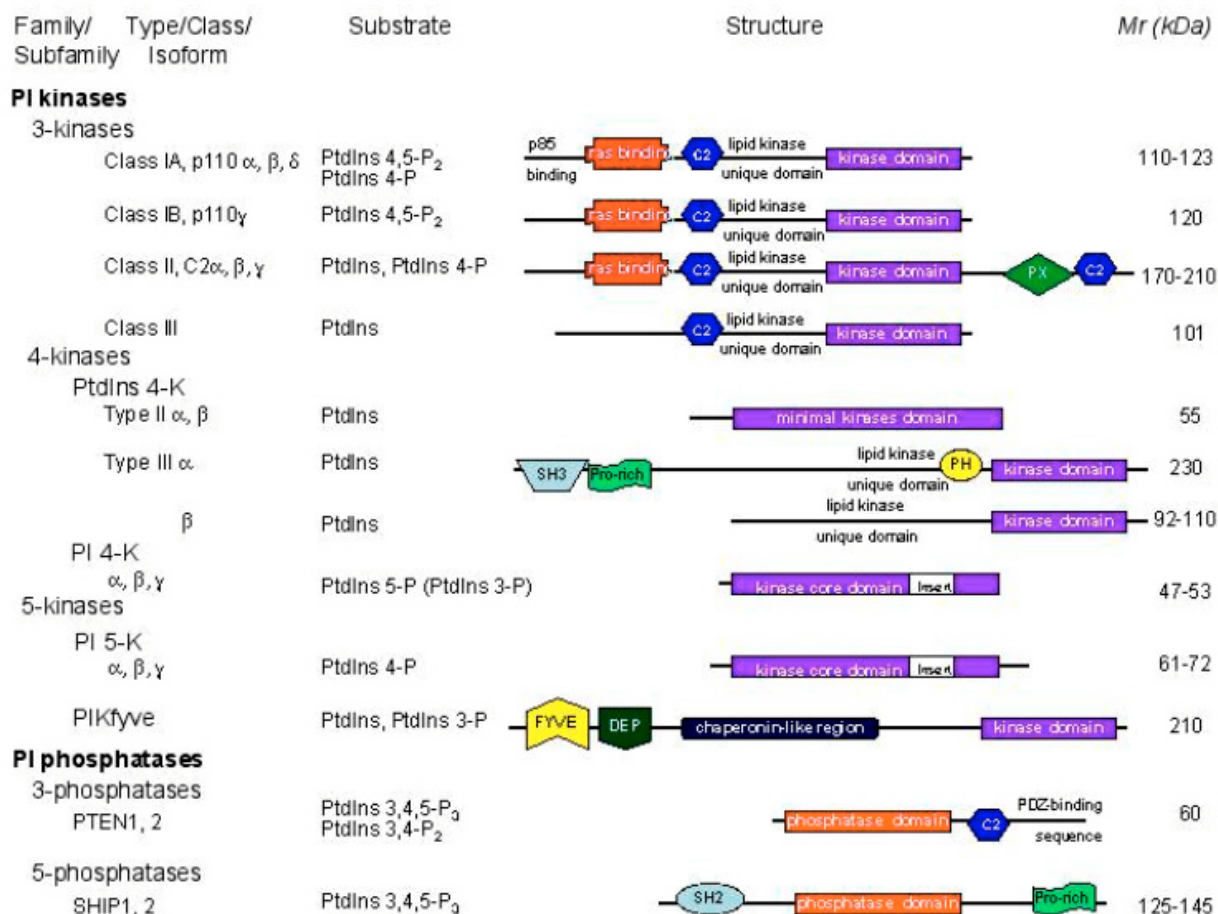 Family/ Type/Class/ Substrate Structure Mr (kDa)
Subfamily Isoform
PI kinases
3-kinases
p85 lipid kinase
Class IA, p110 α, β, δ PtdIns 4,5-P₂ ras binding C2 kinase domain 110-123
PtdIns 4-P binding unique domain
lipid kinase
Class IB, p110γ PtdIns 4,5-P₂ ras binding C2 kinase domain 120
unique domain
lipid kinase
Class II, C2α, β, γ PtdIns, PtdIns 4-P ras binding C2 kinase domain PX C2 170-210
unique domain
lipid kinase
Class III PtdIns C2 kinase domain 101
unique domain
4-kinases
PtdIns 4-K
Type II α, β PtdIns minimal kinases domain 55
lipid kinase
Type III α PtdIns SH3 Pro-rich PH kinase domain 230
unique domain
lipid kinase
β PtdIns kinase domain 92-110
unique domain
PI 4-K
α, β, γ PtdIns 5-P (PtdIns 3-P) kinase core domain Insert 47-53
5-kinases
PI 5-K
α, β, γ PtdIns 4-P kinase core domain Insert 61-72
PIKfyve PtdIns, PtdIns 3-P FYVE DEP chaperonin-like region kinase domain 210
PI phosphatases
3-phosphatases
PtdIns 3,4,5-P₃ PDZ-binding
PTEN1, 2 PtdIns 3,4-P₂ phosphatase domain C2 60
sequence
5-phosphatases
SHIP1, 2 PtdIns 3,4,5-P₃ SH2 phosphatase domain Pro-rich 125-145